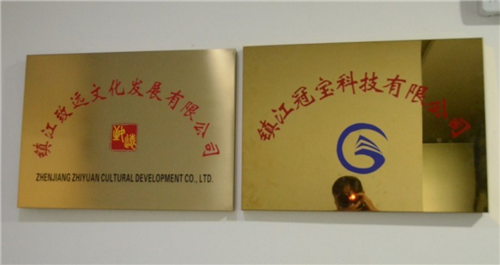 镇江致远文化发展有限公司
ZHENJIANG ZHIYUAN CULTURAL DEVELOPMENT CO., LTD.
镇江冠宝科技有限公司